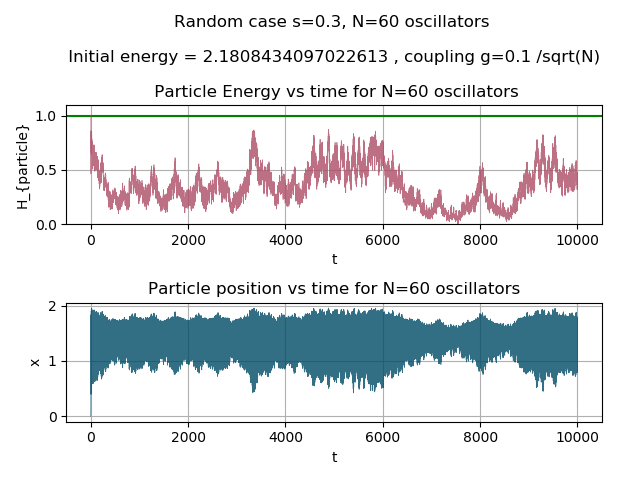 Random case s=0.3, N=60 oscillators
Initial energy = 2.1808434097022613 , coupling g=0.1 /sqrt(N)
Particle Energy vs time for N=60 oscillators
1.0
0.5
0.0
H_{particle}
0 2000 4000 6000 8000 10000
t
Particle position vs time for N=60 oscillators
2
1
0
x
0 2000 4000 6000 8000 10000
t